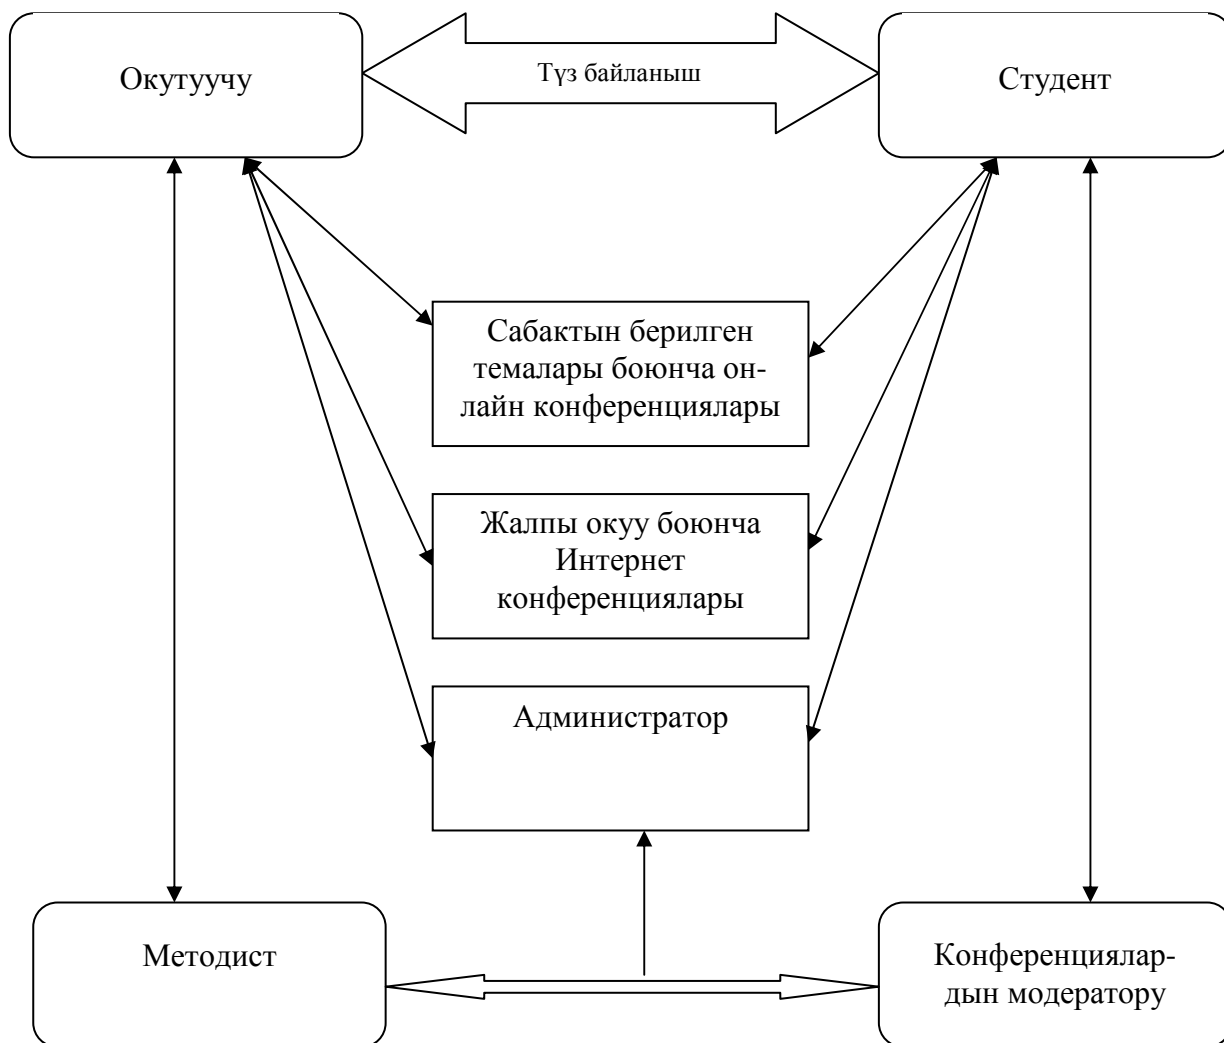 Окутуучу
Түз байланыш
Студент
Сабактын берилген
темалары боюнча он-
лайн конференциялары
Жалпы окуу боюнча
Интернет
конференциялары
Администратор
Методист
Конференциялар-
дын модератору